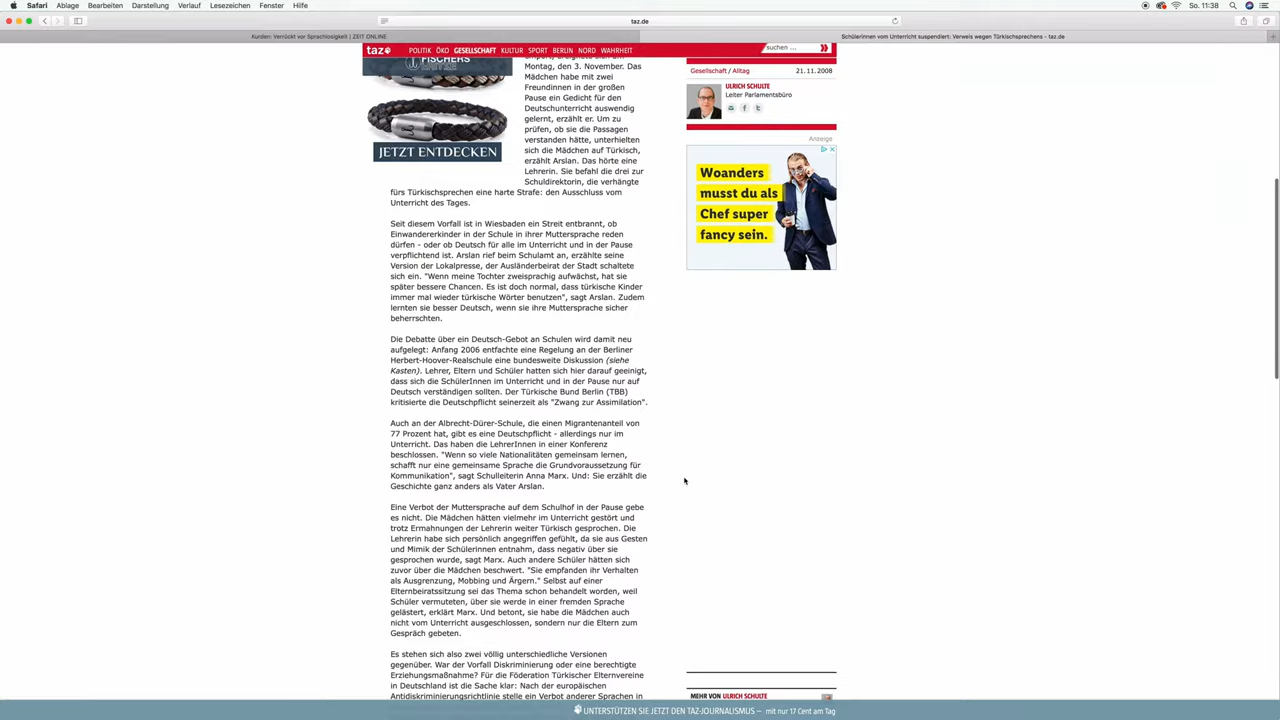 Safari Ablage Bearbeiten Darstellung Verlauf Lesezeichen Fenster Hilfe
So. 11:38
taz.de
Kurden: Verrückt vor Sprachlosigkeit | ZEIT ONLINE
Schülerinnen vom Unterricht suspendiert: Verweis wegen Türkischsprechens - taz.de
taz POLITIK ÖKO GESELLSCHAFT KULTUR SPORT BERLIN NORD WAHRHEIT
suchen ...
FISCHERS
JETZT ENTDECKEN
Montag, den 3. November. Das
Mädchen habe mit zwei
Freundinnen in der großen
Pause ein Gedicht für den
Deutschunterricht auswendig
gelernt, erzählt er. Um zu
prüfen, ob sie die Passagen
verstanden hätte, unterhielten
sich die Mädchen auf Türkisch,
erzählt Arslan. Das hörte eine
Lehrerin. Sie befahl die drei zur
Schuldirektorin, die verhängte
fürs Türkischsprechen eine harte Strafe: den Ausschluss vom
Unterricht des Tages.
Seit diesem Vorfall ist in Wiesbaden ein Streit entbrannt, ob
Einwandererkinder in der Schule in ihrer Muttersprache reden
dürfen - oder ob Deutsch für alle im Unterricht und in der Pause
verpflichtend ist. Arslan rief beim Schulamt an, erzählte seine
Version der Lokalpresse, der Ausländerbeirat der Stadt schaltete
sich ein. "Wenn meine Tochter zweisprachig aufwächst, hat sie
später bessere Chancen. Es ist doch normal, dass türkische Kinder
immer mal wieder türkische Wörter benutzen", sagt Arslan. Zudem
lernten sie besser Deutsch, wenn sie ihre Muttersprache sicher
beherrschten.
Die Debatte über ein Deutsch-Gebot an Schulen wird damit neu
aufgelegt: Anfang 2006 entfachte eine Regelung an der Berliner
Herbert-Hoover-Realschule eine bundesweite Diskussion (siehe
Kasten). Lehrer, Eltern und Schüler hatten sich hier darauf geeinigt,
dass sich die SchülerInnen im Unterricht und in der Pause nur auf
Deutsch verständigen sollten. Der Türkische Bund Berlin (TBB)
kritisierte die Deutschpflicht seinerzeit als "Zwang zur Assimilation".
Auch an der Albrecht-Dürer-Schule, die einen Migrantenanteil von
77 Prozent hat, gibt es eine Deutschpflicht - allerdings nur im
Unterricht. Das haben die LehrerInnen in einer Konferenz
beschlossen. "Wenn so viele Nationalitäten gemeinsam lernen,
schafft nur eine gemeinsame Sprache die Grundvoraussetzung für
Kommunikation", sagt Schulleiterin Anna Marx. Und: Sie erzählt die
Geschichte ganz anders als Vater Arslan.
Eine Verbot der Muttersprache auf dem Schulhof in der Pause gebe
es nicht. Die Mädchen hätten vielmehr im Unterricht gestört und
trotz Ermahnungen der Lehrerin weiter Türkisch gesprochen. Die
Lehrerin habe sich persönlich angegriffen gefühlt, da sie aus Gesten
und Mimik der Schülerinnen entnahm, dass negativ über sie
gesprochen wurde, sagt Marx. Auch andere Schüler hätten sich
zuvor über die Mädchen beschwert. "Sie empfanden ihr Verhalten
als Ausgrenzung, Mobbing und Ärgern." Selbst auf einer
Elternbeiratssitzung sei das Thema schon behandelt worden, weil
Schüler vermuteten, über sie werde in einer fremden Sprache
gelästert, erklärt Marx. Und betont, sie habe die Mädchen auch
nicht vom Unterricht ausgeschlossen, sondern nur die Eltern zum
Gespräch gebeten.
Es stehen sich also zwei völlig unterschiedliche Versionen
gegenüber. War der Vorfall Diskriminierung oder eine berechtigte
Erziehungsmaßnahme? Für die Föderation Türkischer Elternvereine
in Deutschland ist die Sache klar: Nach der europäischen
Antidiskriminierungsrichtlinie stelle ein Verbot anderer Sprachen in
Gesellschaft / Alltag 21.11.2008
ULRICH SCHULTE
Leiter Parlamentsbüro
Anzeige
Woanders
musst du als
Chef super
fancy sein.
MEHR VON ULRICH SCHULTE
UNTERSTÜTZEN SIE JETZT DEN TAZ-JOURNALISMUS – mit nur 17 Cent am Tag